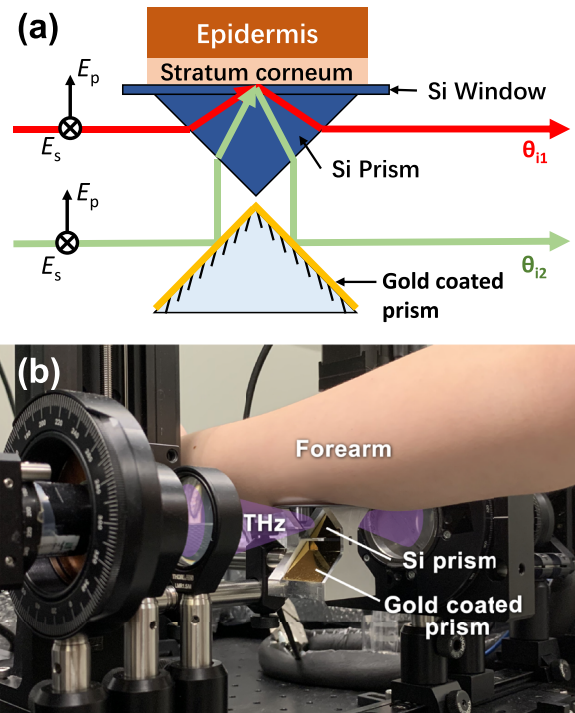 (a)
Epidermis
Stratum corneum
Si Window
Ep
Es
θi1
Si Prism
Ep
Es
θi2
Gold coated
prism
(b)
Forearm
THz
Si prism
Gold coated
prism